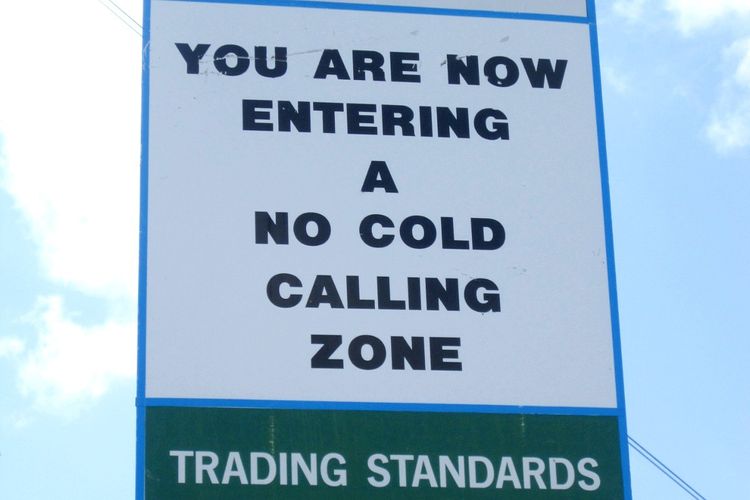 YOU ARE NOW
ENTERING
A
NO COLD
CALLING
ZONE
TRADING STANDARDS